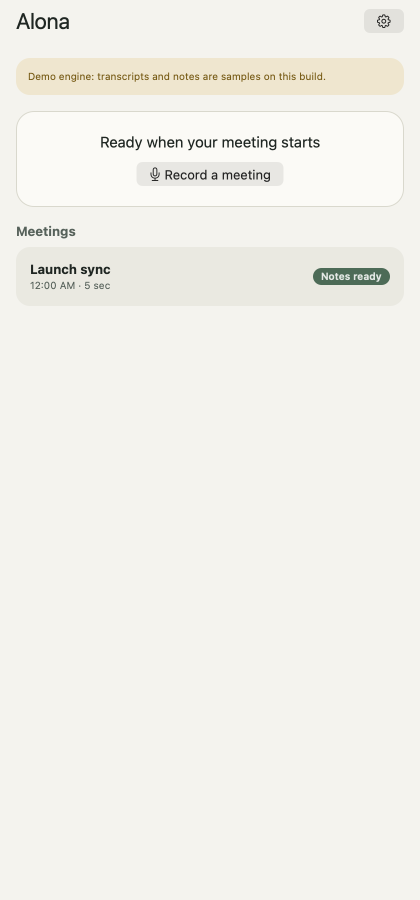 Alona
Demo engine: transcripts and notes are samples on this build.
Ready when your meeting starts
Record a meeting
Meetings
Launch sync
12:00 AM · 5 sec
Notes ready